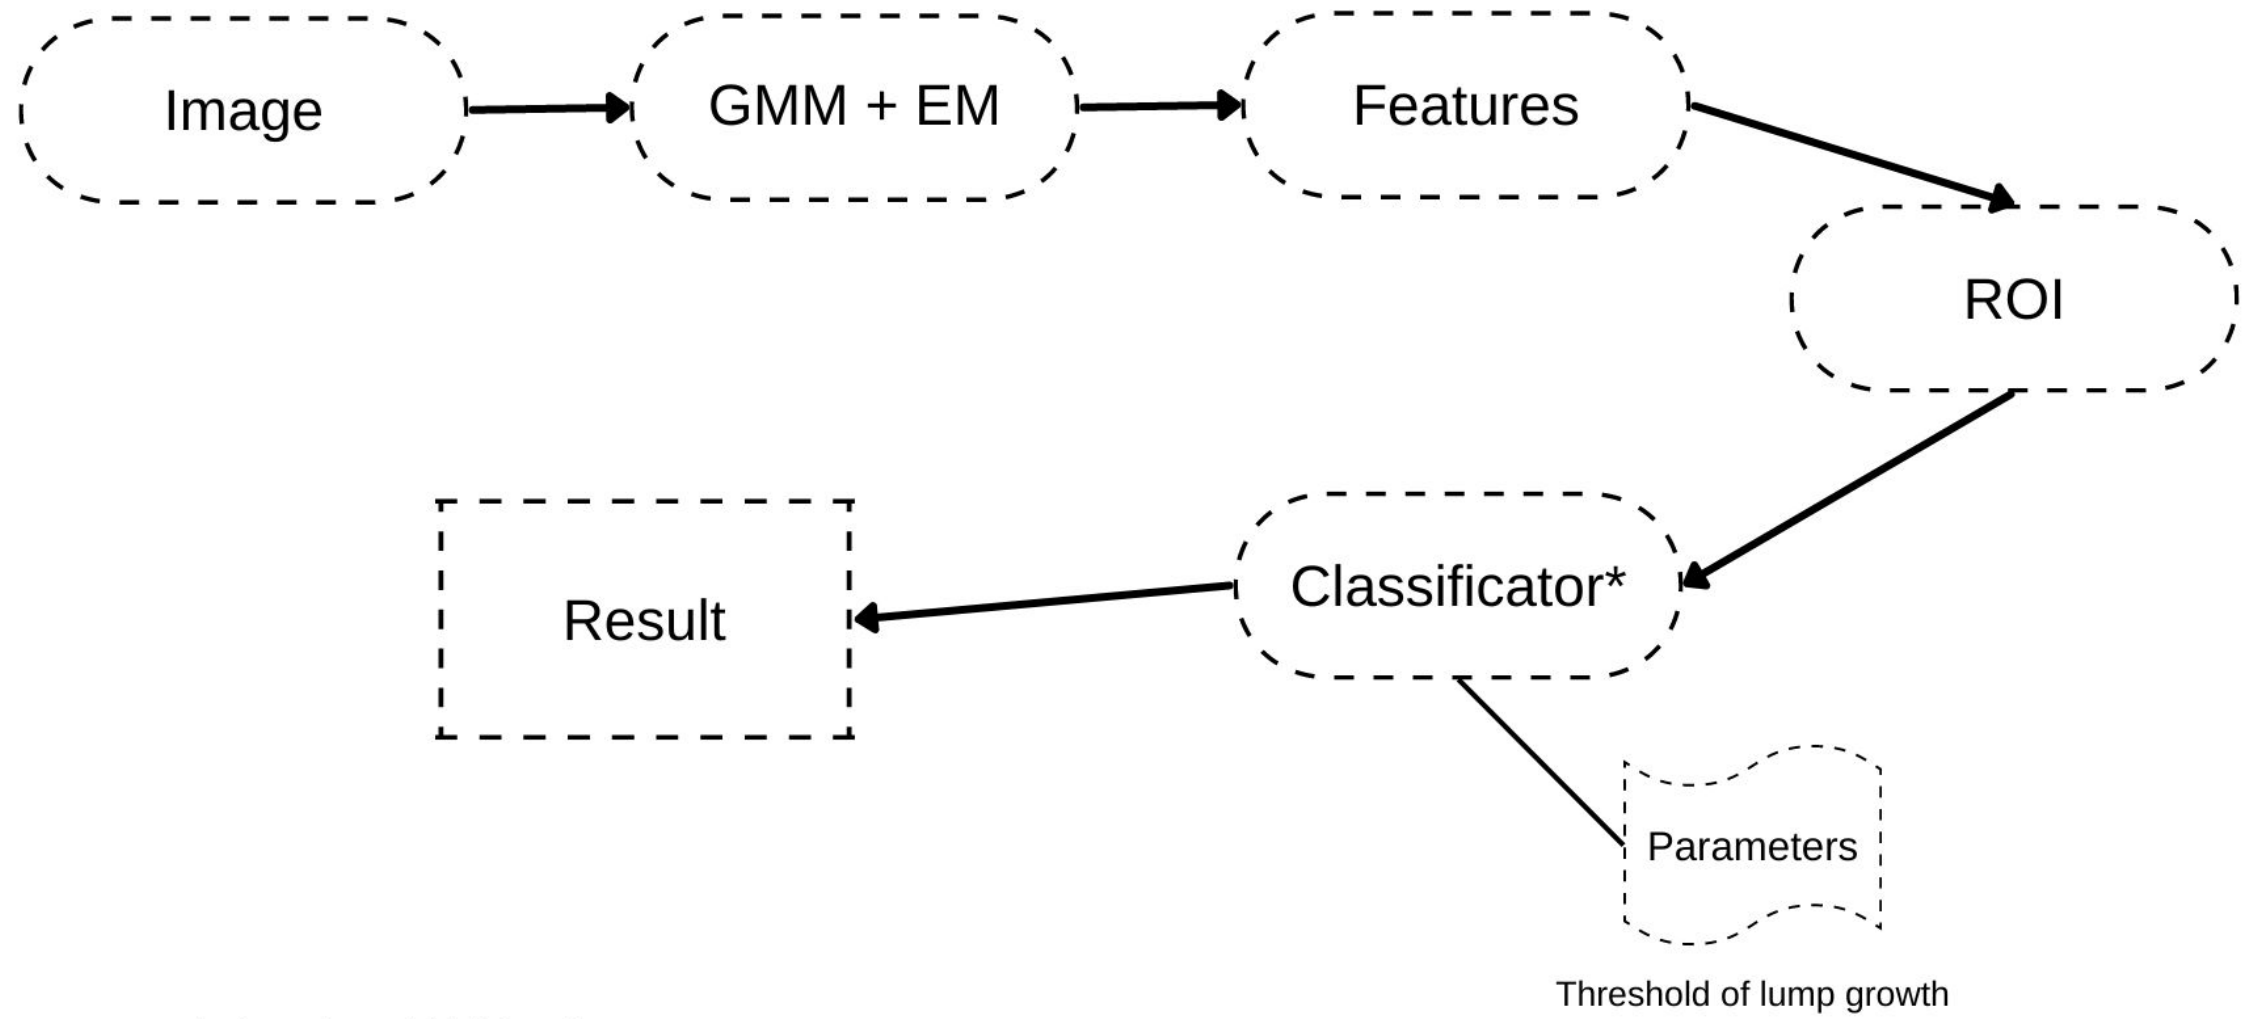 Image
GMM + EM
Features
ROI
Classificator*
Result
Parameters
Threshold of lump growth